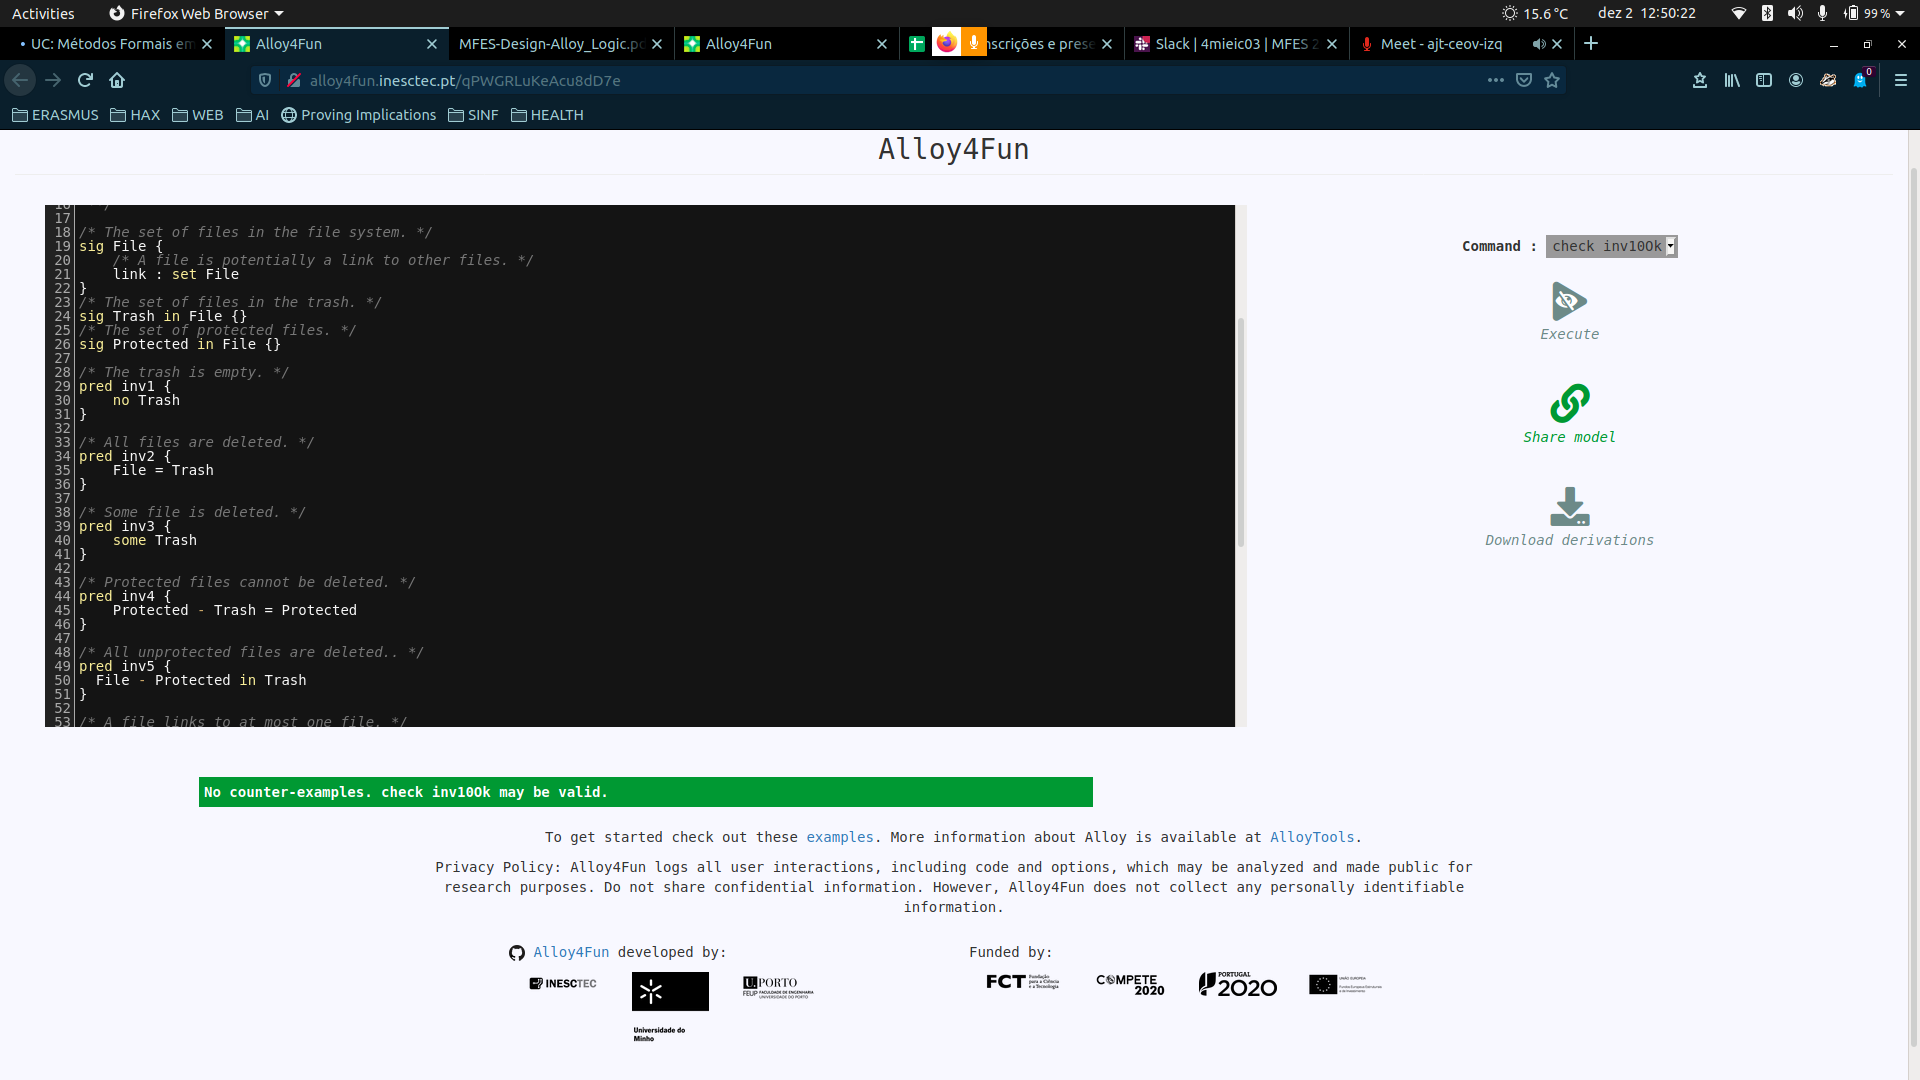 Activities
Firefox Web Browser
15.6 °C
dez 2 12:50:22
99 %
UC: Métodos Formais em
Alloy4Fun
MFES-Design-Alloy_Logic.pd
Alloy4Fun
nscrições e prese
Slack | 4mieic03 | MFES 2
Meet - ajt-ceov-izq
alloy4fun.inesctec.pt/qPWGRLuKeAcu8dD7e
0
ERASMUS
HAX
WEB
AI
Proving Implications
SINF
HEALTH
Alloy4Fun
16 */
17
18 /* The set of files in the file system. */
19 sig File {
20 /* A file is potentially a link to other files. */
21 link : set File
22 }
23 /* The set of files in the trash. */
24 sig Trash in File {}
25 /* The set of protected files. */
26 sig Protected in File {}
27
28 /* The trash is empty. */
29 pred inv1 {
30 no Trash
31 }
32
33 /* All files are deleted. */
34 pred inv2 {
35 File = Trash
36 }
37
38 /* Some file is deleted. */
39 pred inv3 {
40 some Trash
41 }
42
43 /* Protected files cannot be deleted. */
44 pred inv4 {
45 Protected - Trash = Protected
46 }
47
48 /* All unprotected files are deleted.. */
49 pred inv5 {
50 File - Protected in Trash
51 }
52
53 /* A file links to at most one file. */
Command : check inv10Ok
Execute
Share model
Download derivations
No counter-examples. check inv10Ok may be valid.
To get started check out these examples. More information about Alloy is available at AlloyTools.
Privacy Policy: Alloy4Fun logs all user interactions, including code and options, which may be analyzed and made public for
research purposes. Do not share confidential information. However, Alloy4Fun does not collect any personally identifiable
information.
Alloy4Fun developed by:
Funded by:
INESCTEC
Universidade do
Minho
U.PORTO
FEUP FACULDADE DE ENGENHARIA
UNIVERSIDADE DO PORTO
FCT Fundação
para a Ciência
e a Tecnologia
COMPETE
2020
PORTUGAL
2020
UNIÃO EUROPEIA